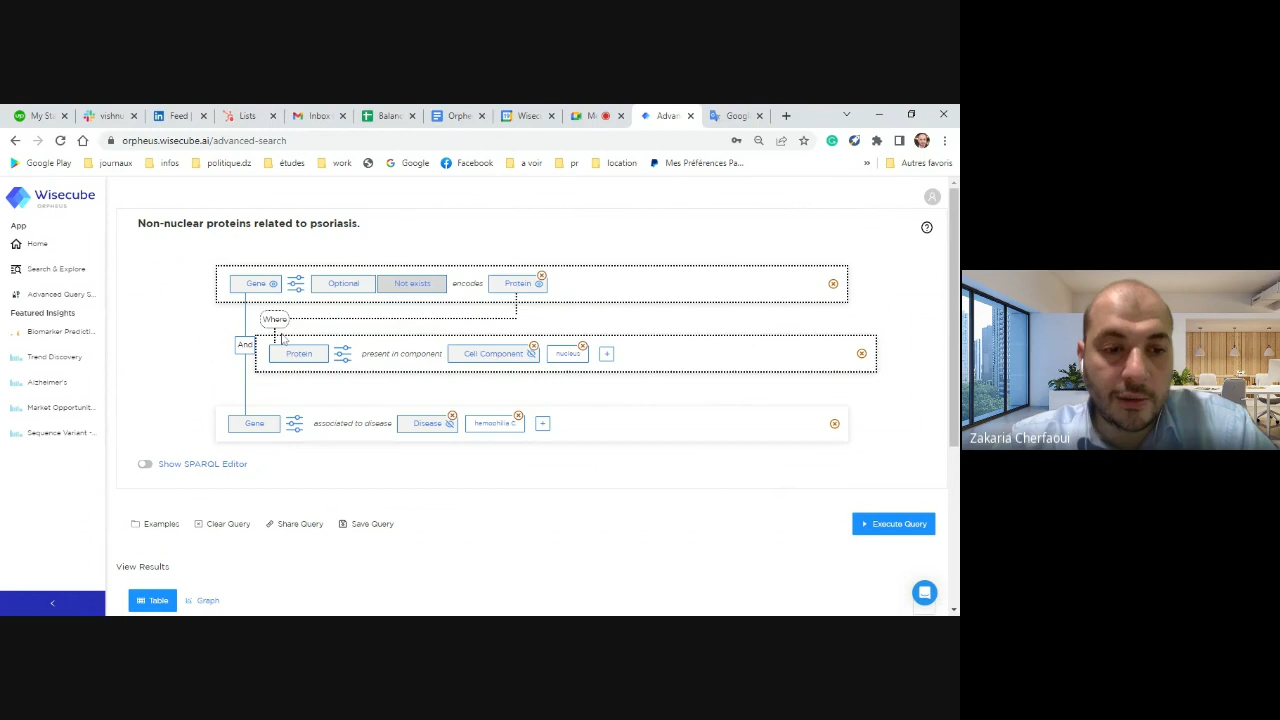 My Sta
vishnu
Feed |
Lists
Inbox
Balanc
Orphe
Wisec
Me
Advan
Googl
orpheus.wisecube.ai/advanced-search
Google Play
journaux
infos
politique.dz
études
work
Google
Facebook
a voir
pr
location
Mes Préférences Pa...
»
Autres favoris
Wisecube
ORPHEUS
App
Home
Search & Explore
Advanced Query S...
Featured Insights
Biomarker Predicti...
Trend Discovery
Alzheimer's
Market Opportunit...
Sequence Variant -...
Non-nuclear proteins related to psoriasis.
Gene
Optional
Not exists
encodes
Protein
Where
And
Protein
present in component
Cell Component
nucleus
+
Gene
associated to disease
Disease
hemophilia C
+
Show SPARQL Editor
Examples
Clear Query
Share Query
Save Query
Execute Query
View Results
Table
Graph
Zakaria Cherfaoui